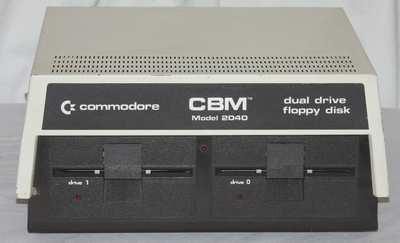 commodore
CBM™
Model 2040
dual drive
floppy disk
drive 1
drive 0